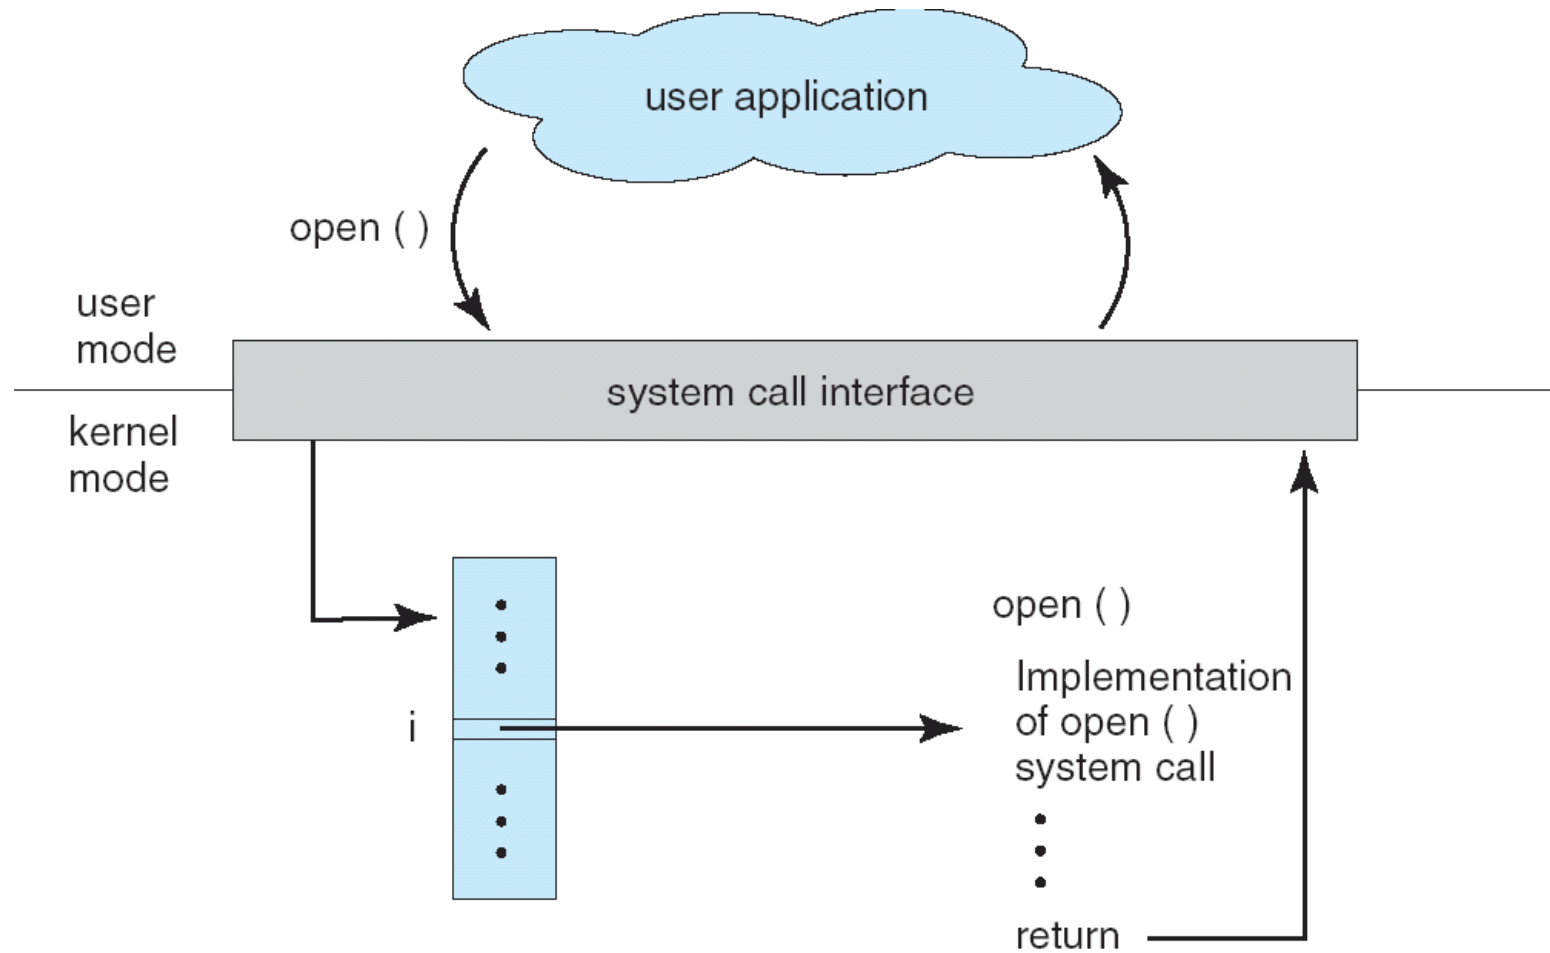 user application
open ( )
user
mode
system call interface
kernel
mode
open ( )
Implementation
of open ( )
system call
i
return